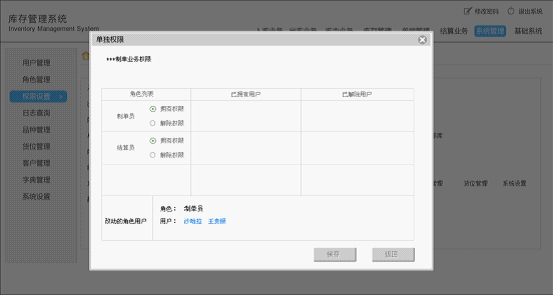 库存管理系统
Inventory Management System
修改密码 退出系统
结算业务 系统管理 基础系统
用户管理
角色管理
权限设置
日志查询
品种管理
货位管理
客户管理
字典管理
系统设置
单独权限
制单业务权限
角色列表 已拥有用户 已解除用户
制单员 拥有权限
解除权限
结算员 拥有权限
解除权限
改动的角色用户
角色： 制单员
用户： 沙哈拉
保存 返回
货位管理 系统设置